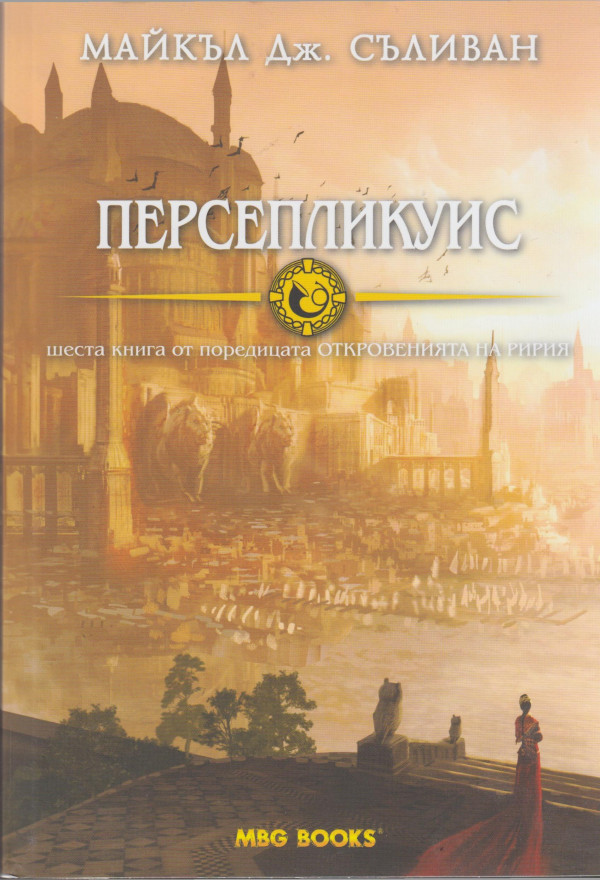 МАЙКЪЛ ДЖ. СЪЛИВАН
ПЕРСЕПЛИКУИС
шеста книга от поредицата ОТКРОВЕНИЯТА НА РИРИЯ
MBG BOOKS®